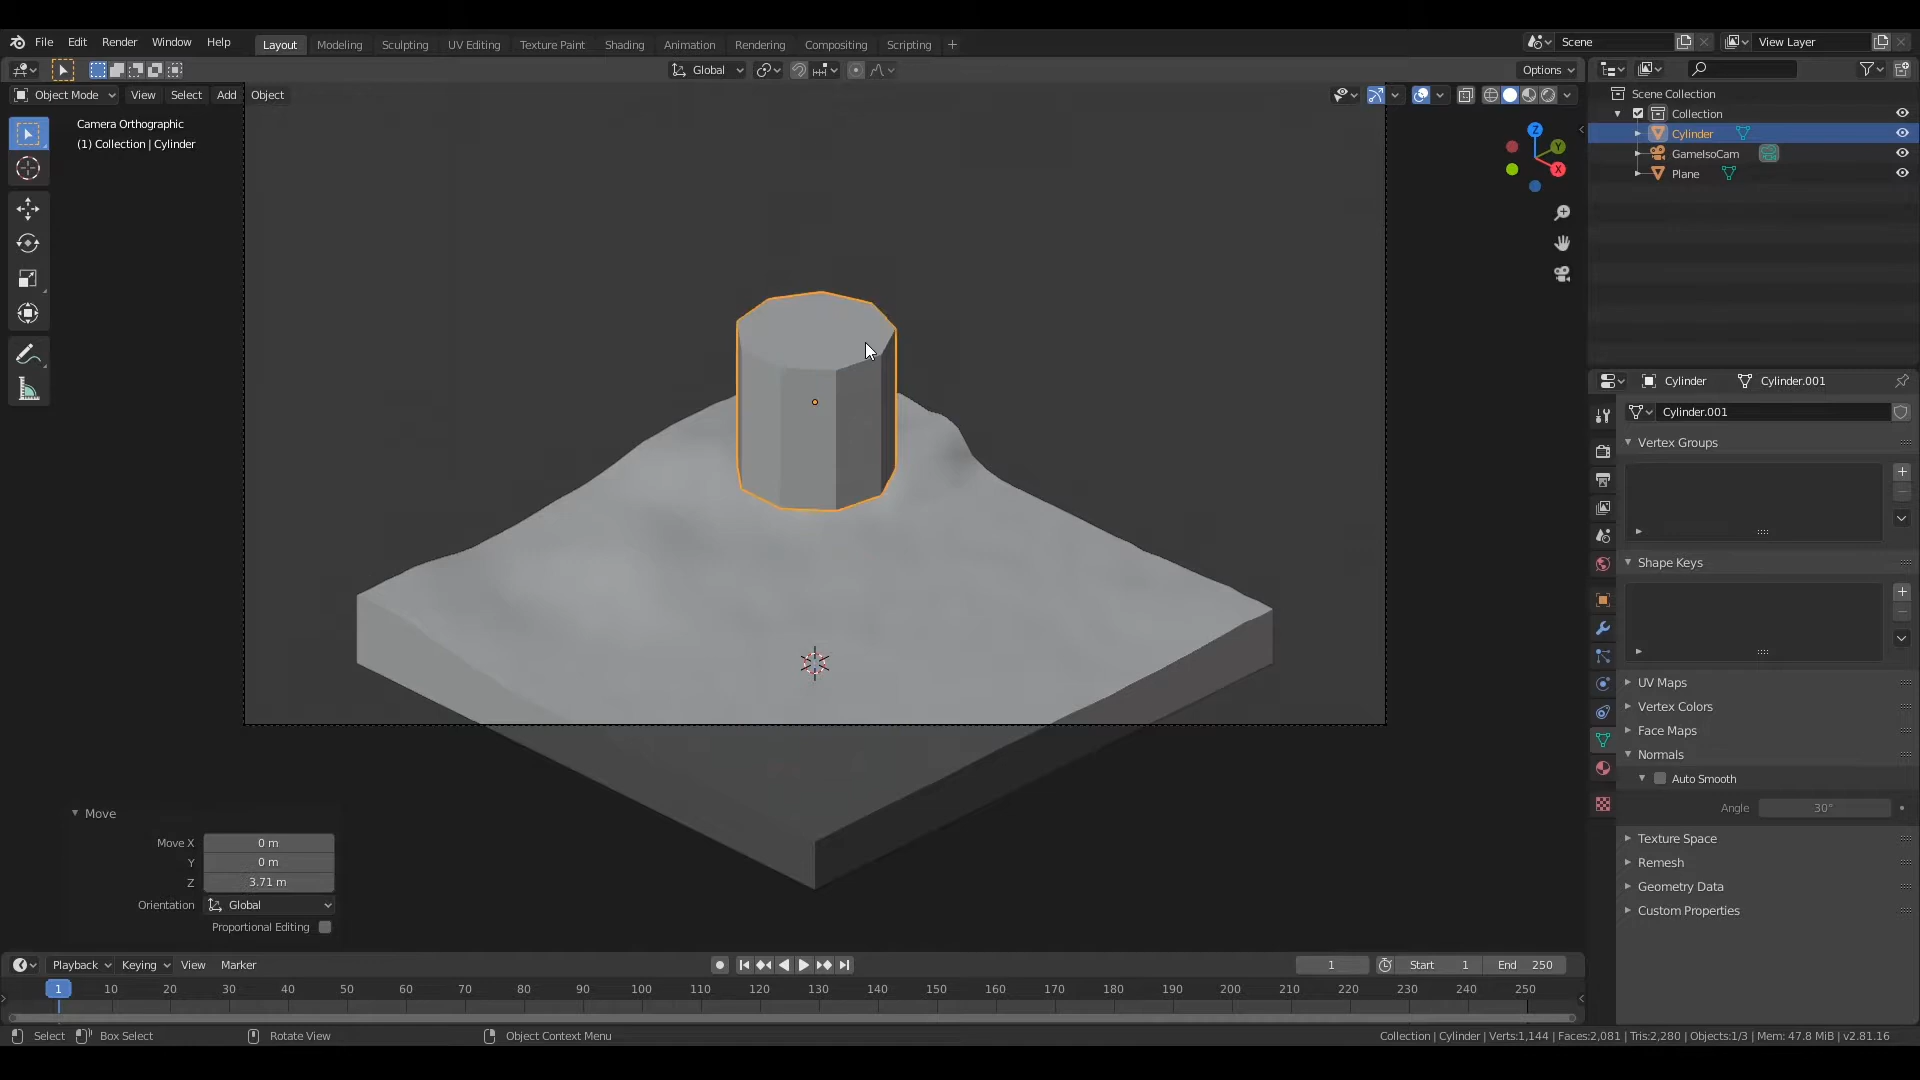 File Edit Render Window Help Layout Modeling Sculpting UV Editing Texture Paint Shading Animation Rendering Compositing Scripting + Scene View Layer
Global Options
Object Mode View Select Add Object
Camera Orthographic
(1) Collection | Cylinder
Z
Y
X
Scene Collection
Collection
Cylinder
GameIsoCam
Plane
Cylinder Cylinder.001
Cylinder.001
Vertex Groups
Shape Keys
UV Maps
Vertex Colors
Face Maps
Normals
Auto Smooth
Angle 30°
Texture Space
Remesh
Geometry Data
Custom Properties
Move
Move X 0 m
Y 0 m
Z 3.71 m
Orientation Global
Proportional Editing
Playback Keying View Marker 1 Start 1 End 250
1 10 20 30 40 50 60 70 80 90 100 110 120 130 140 150 160 170 180 190 200 210 220 230 240 250
Select Box Select Rotate View Object Context Menu Collection | Cylinder | Verts:1,144 | Faces:2,081 | Tris:2,280 | Objects:1/3 | Mem: 47.8 MiB | v2.81.16